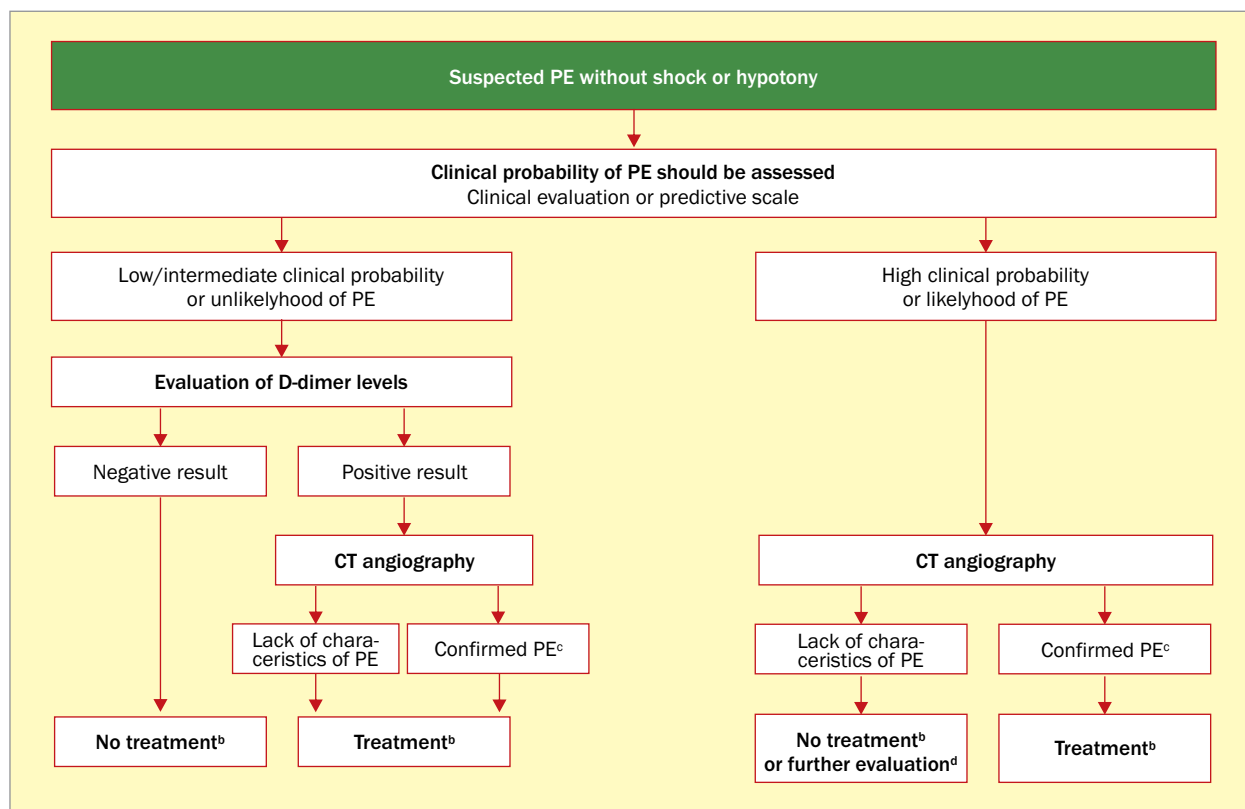 Suspected PE without shock or hypotony
Clinical probability of PE should be assessed
Clinical evaluation or predictive scale
Low/intermediate clinical probability
or unlikelyhood of PE
High clinical probability
or likelyhood of PE
Evaluation of D-dimer levels
Negative result
Positive result
CT angiography
CT angiography
Lack of chara-
ceristics of PE
Confirmed PEᶜ
Lack of chara-
ceristics of PE
Confirmed PEᶜ
No treatmentᵇ
Treatmentᵇ
No treatmentᵇ
or further evaluationᵈ
Treatmentᵇ